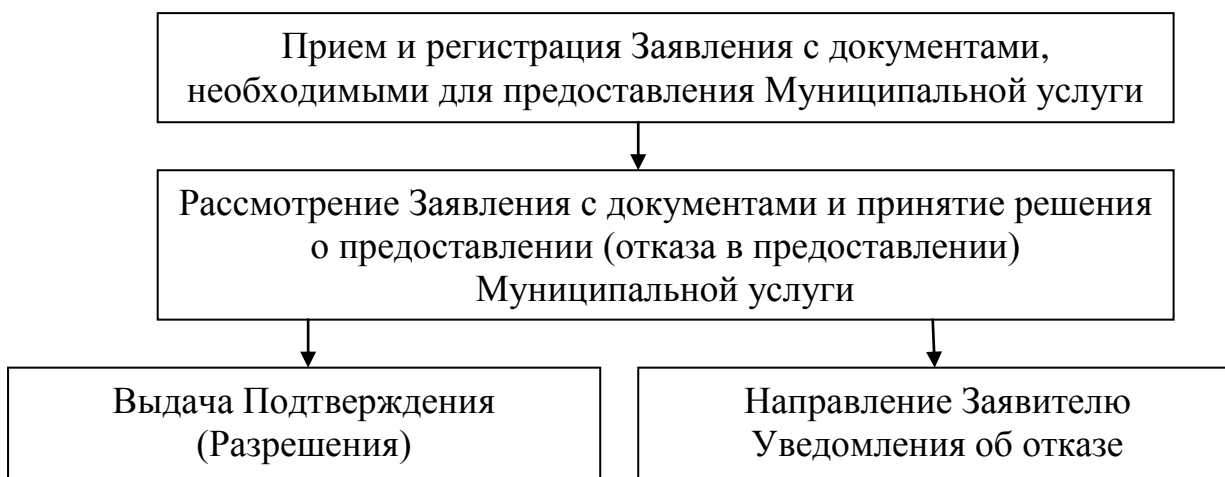 Прием и регистрация Заявления с документами,
необходимыми для предоставления Муниципальной услуги
Рассмотрение Заявления с документами и принятие решения
о предоставлении (отказа в предоставлении)
Муниципальной услуги
Выдача Подтверждения
(Разрешения)
Направление Заявителю
Уведомления об отказе